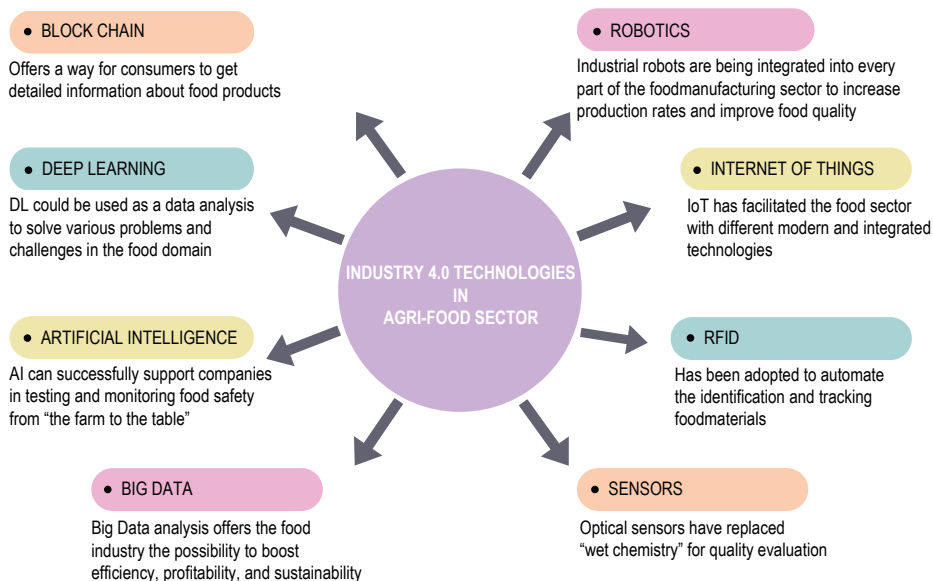 BLOCK CHAIN
Offers a way for consumers to get
detailed information about food products
DEEP LEARNING
DL could be used as a data analysis
to solve various problems and
challenges in the food domain
ARTIFICIAL INTELLIGENCE
AI can successfully support companies
in testing and monitoring food safety
from “the farm to the table”
BIG DATA
Big Data analysis offers the food
industry the possibility to boost
efficiency, profitability, and sustainability
INDUSTRY 4.0 TECHNOLOGIES
IN
AGRI-FOOD SECTOR
ROBOTICS
Industrial robots are being integrated into every
part of the foodmanufacturing sector to increase
production rates and improve food quality
INTERNET OF THINGS
IoT has facilitated the food sector
with different modern and integrated
technologies
RFID
Has been adopted to automate
the identification and tracking
foodmaterials
SENSORS
Optical sensors have replaced
“wet chemistry” for quality evaluation